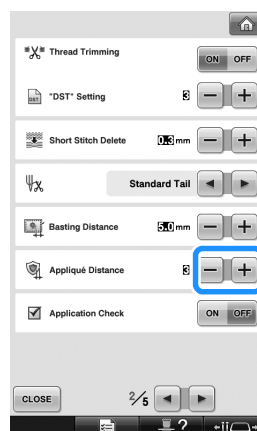 Thread Trimming
ON OFF
DST
"DST" Setting
3
Short Stitch Delete
0.3 mm
Standard Tail
Basting Distance
5.0 mm
Appliqué Distance
3
Application Check
ON OFF
CLOSE
2/5
?